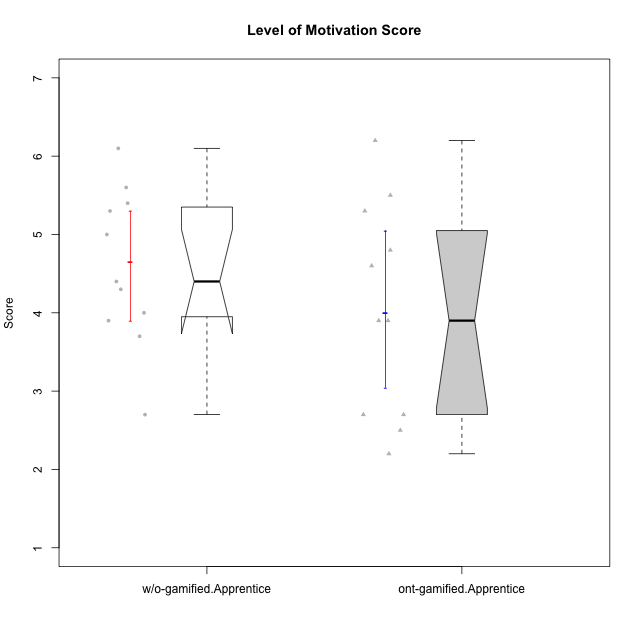 Level of Motivation Score
7
6
5
4
3
2
1
Score
w/o-gamified.Apprentice
ont-gamified.Apprentice